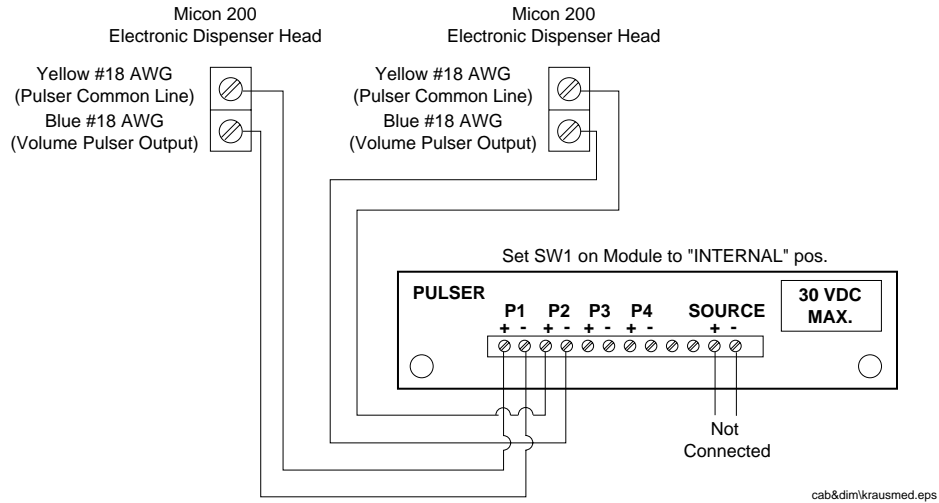 Micon 200
Electronic Dispenser Head
Yellow #18 AWG
(Pulser Common Line)
Blue #18 AWG
(Volume Pulser Output)
Micon 200
Electronic Dispenser Head
Yellow #18 AWG
(Pulser Common Line)
Blue #18 AWG
(Volume Pulser Output)
Set SW1 on Module to "INTERNAL" pos.
PULSER
P1 P2 P3 P4 SOURCE
+ - + - + - + - + -
30 VDC
MAX.
Not
Connected
cab&dim\krausmed.eps